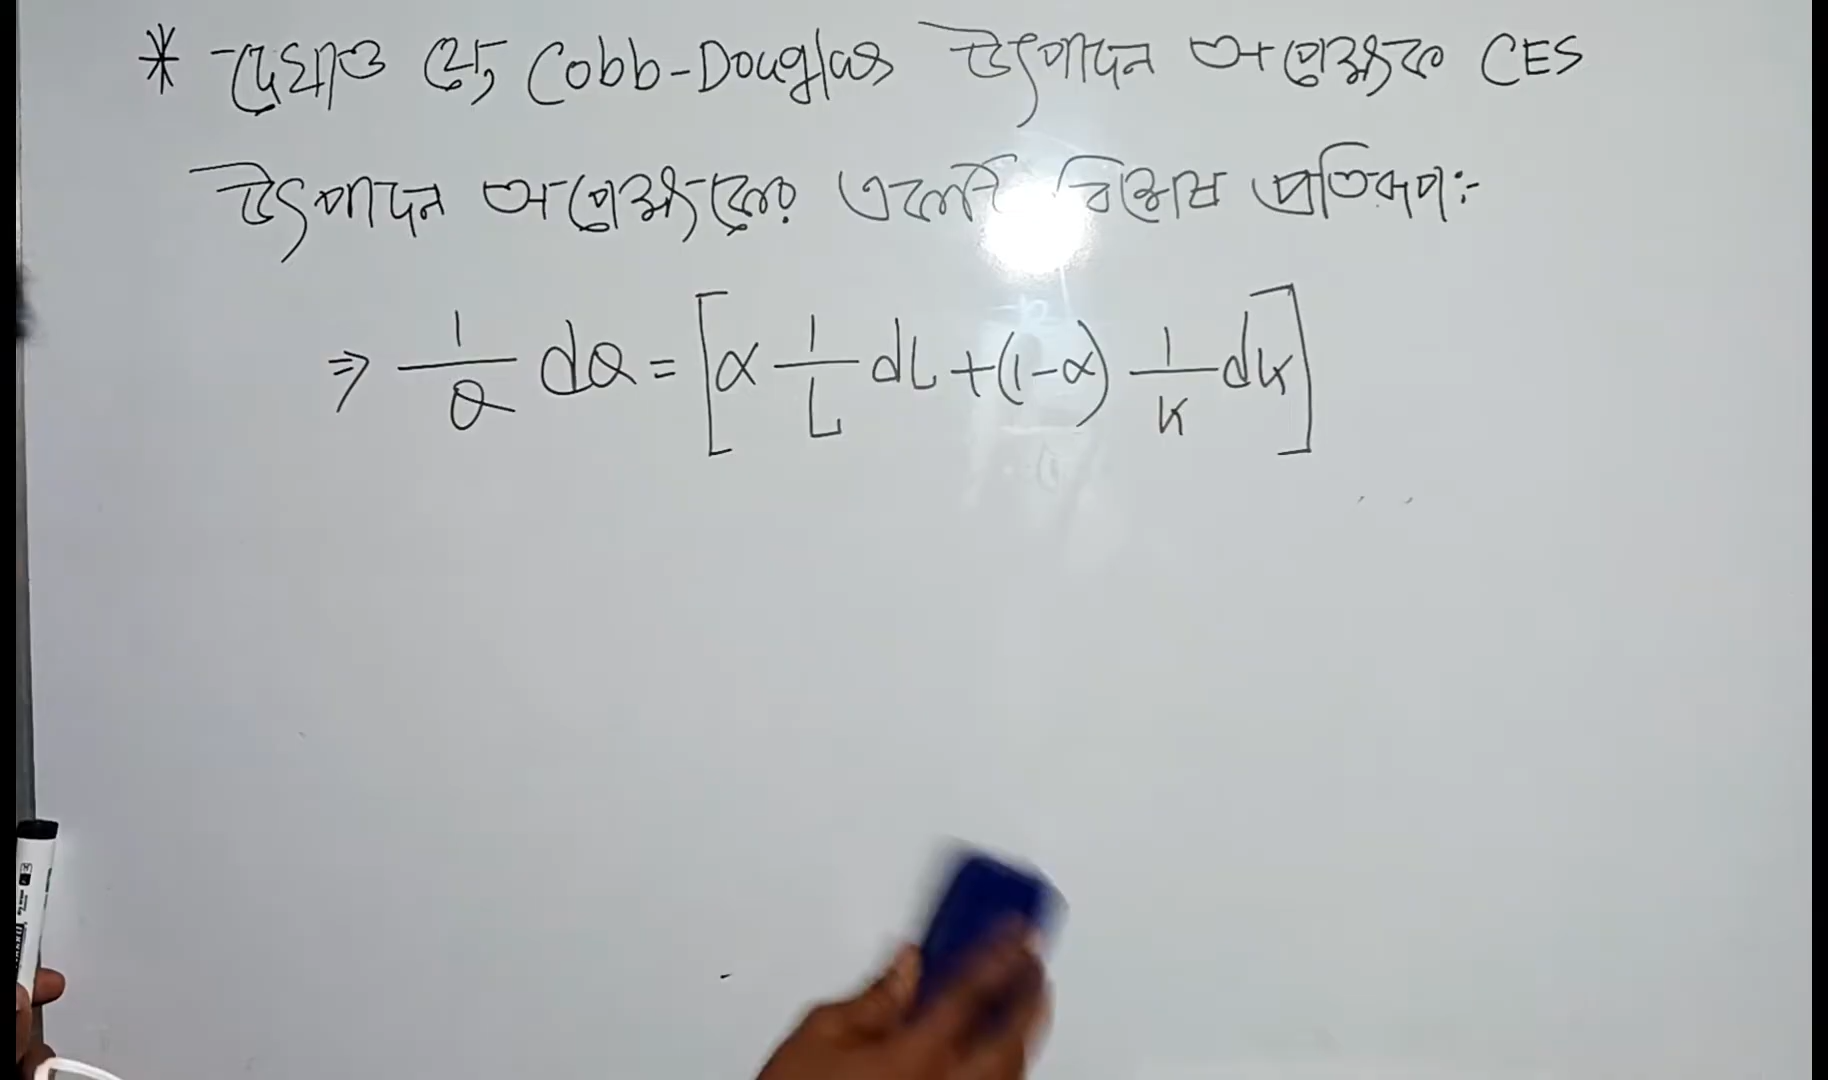 * দেখাও যে, Cobb-Douglas উৎপাদন অপেক্ষক CES
উৎপাদন অপেক্ষকের একটি বিশেষ প্রতিরূপ:-
⇒ 1/Q dQ = [α 1/L dL + (1-α) 1/K dK]